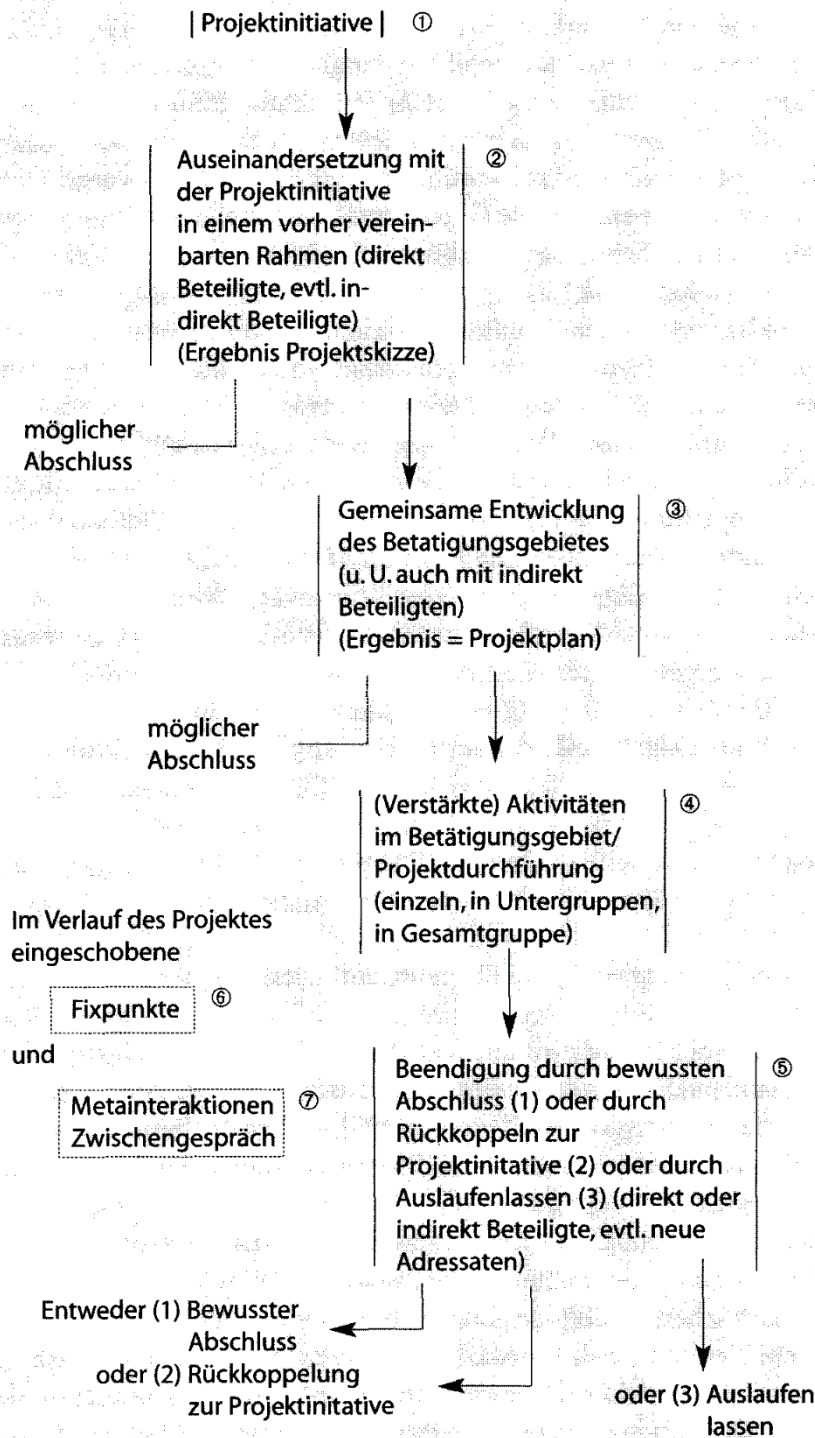 | Projektinitiative | ①
Auseinandersetzung mit ②
der Projektinitiative
in einem vorher verein-
barten Rahmen (direkt
Beteiligte, evtl. in-
direkt Beteiligte)
(Ergebnis Projektskizze)
möglicher
Abschluss
Gemeinsame Entwicklung ③
des Betatigungsgebietes
(u. U. auch mit indirekt
Beteiligten)
(Ergebnis = Projektplan)
möglicher
Abschluss
(Verstärkte) Aktivitäten ④
im Betätigungsgebiet/
Projektdurchführung
(einzeln, in Untergruppen,
in Gesamtgruppe)
Im Verlauf des Projektes
eingeschobene
Fixpunkte ⑥
und
Metainteraktionen ⑦
Zwischengespräch
Beendigung durch bewussten ⑤
Abschluss (1) oder durch
Rückkoppeln zur
Projektinitative (2) oder durch
Auslaufenlassen (3) (direkt oder
indirekt Beteiligte, evtl. neue
Adressaten)
Entweder (1) Bewusster
Abschluss
oder (2) Rückkoppelung
zur Projektinitative
oder (3) Auslaufen
lassen